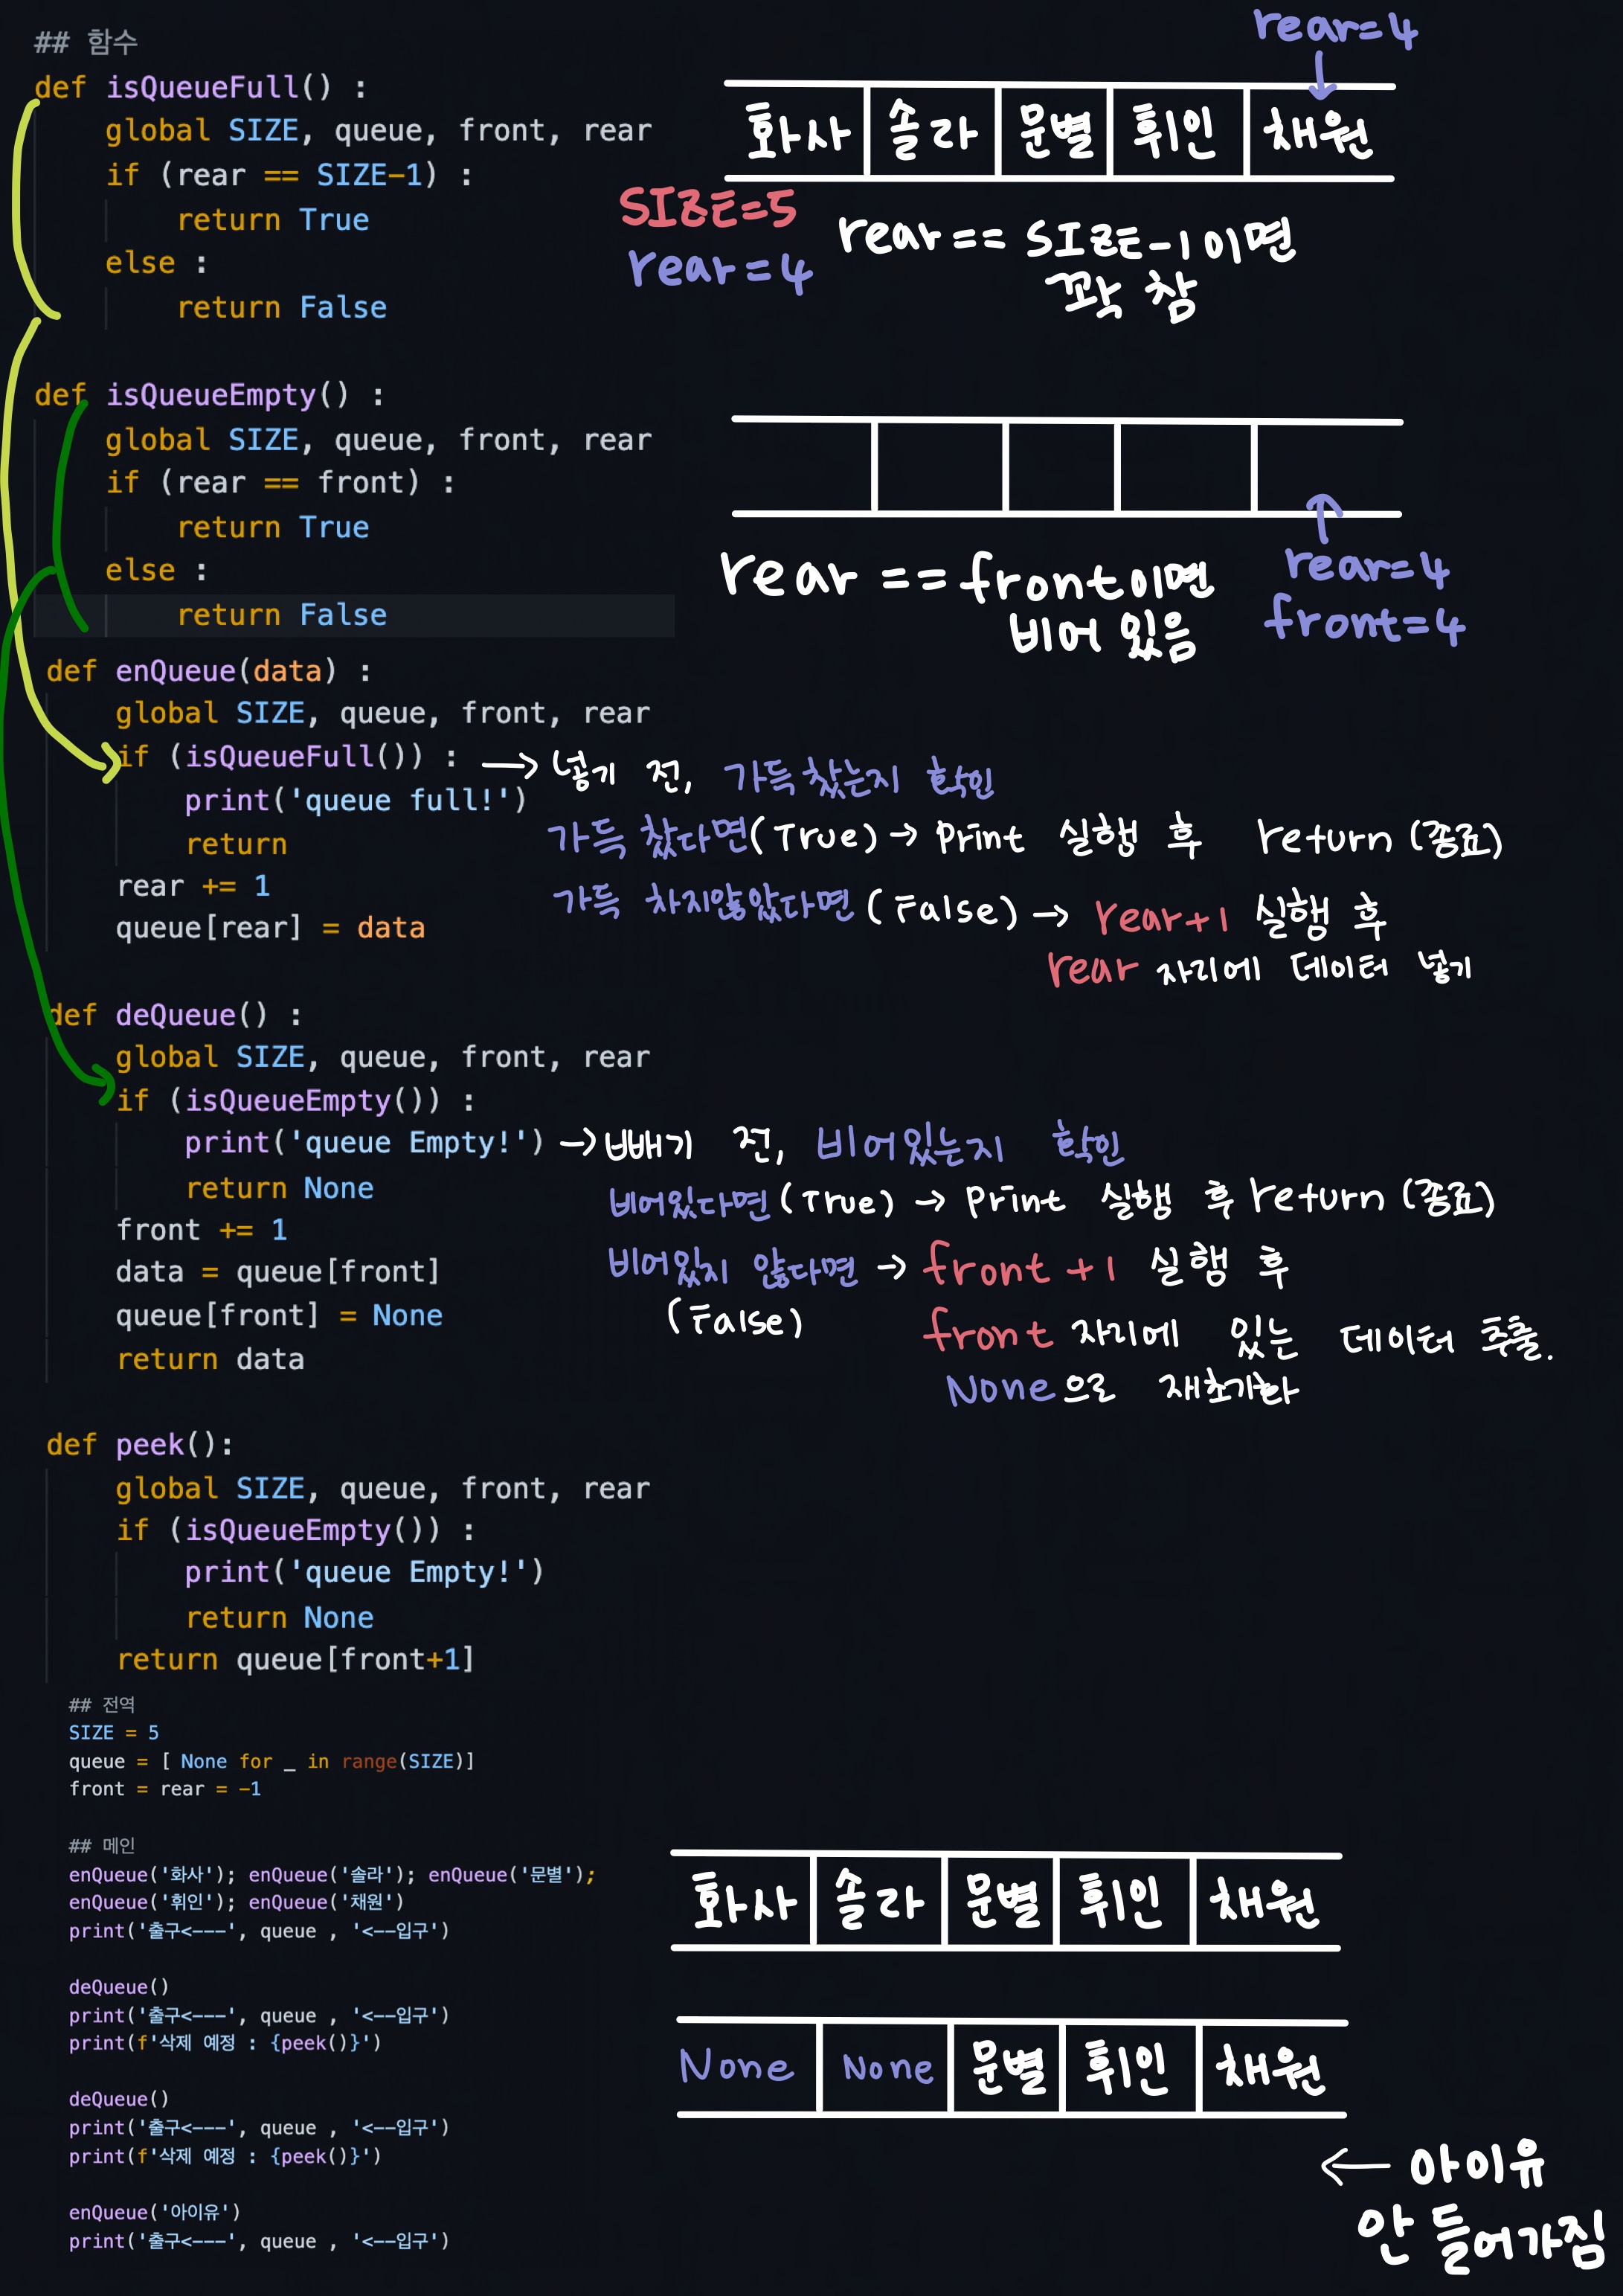 ## 함수
def isQueueFull() :
global SIZE, queue, front, rear
if (rear == SIZE-1) :
return True
else :
return False
rear=4
화사 솔라 문별 휘인 채원
SIZE=5
rear=4
rear == SIZE-1 이면
꽉 참
def isQueueEmpty() :
global SIZE, queue, front, rear
if (rear == front) :
return True
else :
return False
rear=4
front=4
rear == front이면
비어 있음
def enQueue(data) :
global SIZE, queue, front, rear
if (isQueueFull()) :
print('queue full!')
return
rear += 1
queue[rear] = data
→ 넣기 전, 가득찼는지 확인
가득 찼다면(True) → Print 실행 후 return (종료)
가득 차지않았다면 (False) → rear+1 실행 후
rear 자리에 데이터 넣기
def deQueue() :
global SIZE, queue, front, rear
if (isQueueEmpty()) :
print('queue Empty!')
return None
front += 1
data = queue[front]
queue[front] = None
return data
→ 빼기 전, 비어있는지 확인
비어있다면 (True) → Print 실행 후 return (종료)
비어있지 않다면 → front +1 실행 후
(False)
front 자리에 있는 데이터 추출.
None으로 재초기화
def peek():
global SIZE, queue, front, rear
if (isQueueEmpty()) :
print('queue Empty!')
return None
return queue[front+1]
## 전역
SIZE = 5
queue = [ None for _ in range(SIZE)]
front = rear = -1
## 메인
enQueue('화사'); enQueue('솔라'); enQueue('문별');
enQueue('휘인'); enQueue('채원')
print('출구<---', queue , '<--입구')
deQueue()
print('출구<---', queue , '<--입구')
print(f'삭제 예정 : {peek()}')
deQueue()
print('출구<---', queue , '<--입구')
print(f'삭제 예정 : {peek()}')
enQueue('아이유')
print('출구<---', queue , '<--입구')
화사 솔라 문별 휘인 채원
None None 문별 휘인 채원
← 아이유
안 들어가짐